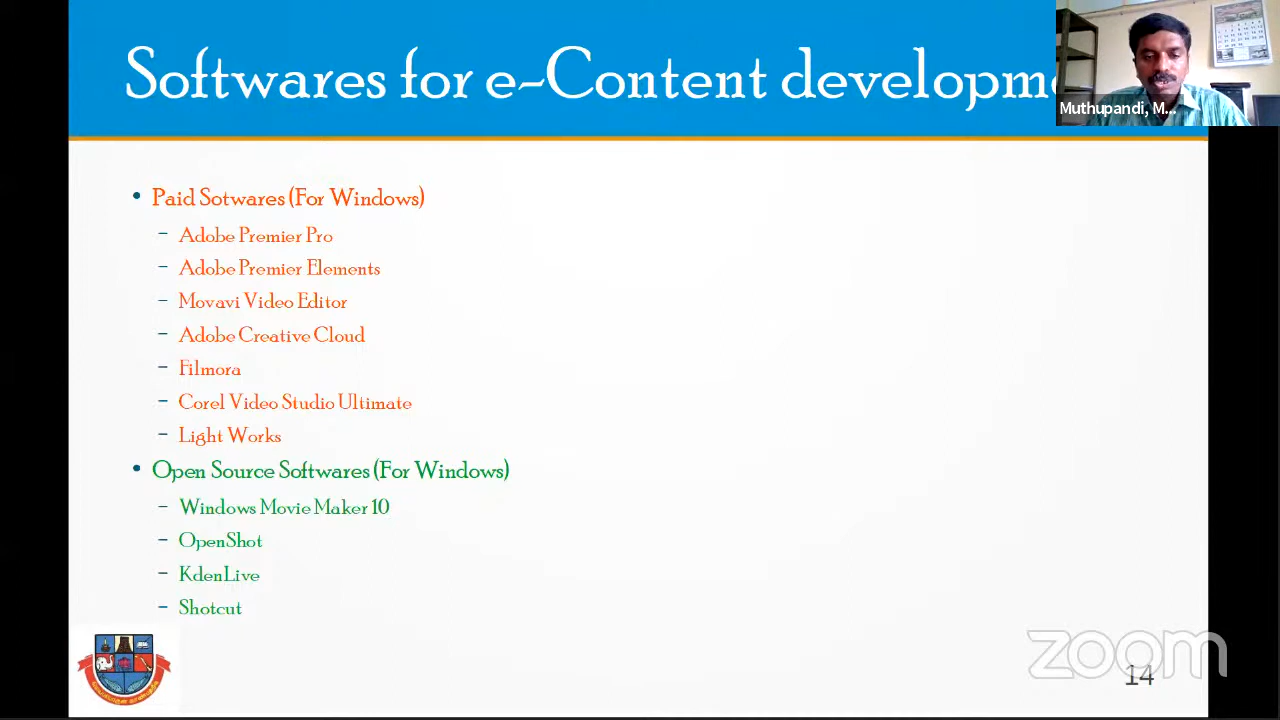 Softwares for e-Content developme
Muthupandi, M...
• Paid Sotwares (For Windows)
– Adobe Premier Pro
– Adobe Premier Elements
– Movavi Video Editor
– Adobe Creative Cloud
– Filmora
– Corel Video Studio Ultimate
– Light Works
• Open Source Softwares (For Windows)
– Windows Movie Maker 10
– OpenShot
– KdenLive
– Shotcut
zoom
14